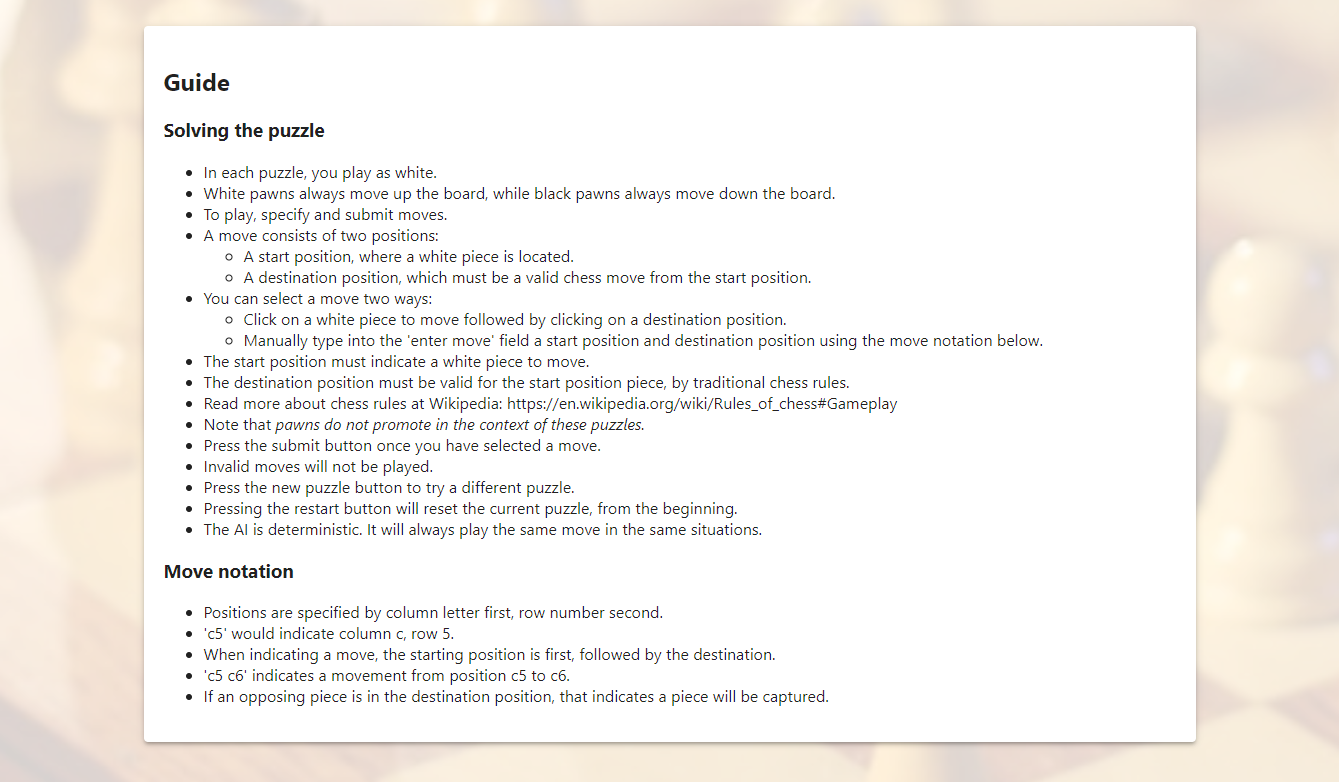 Guide
Solving the puzzle
In each puzzle, you play as white.
White pawns always move up the board, while black pawns always move down the board.
To play, specify and submit moves.
A move consists of two positions:
A start position, where a white piece is located.
A destination position, which must be a valid chess move from the start position.
You can select a move two ways:
Click on a white piece to move followed by clicking on a destination position.
Manually type into the 'enter move' field a start position and destination position using the move notation below.
The start position must indicate a white piece to move.
The destination position must be valid for the start position piece, by traditional chess rules.
Read more about chess rules at Wikipedia: https://en.wikipedia.org/wiki/Rules_of_chess#Gameplay
Note that pawns do not promote in the context of these puzzles.
Press the submit button once you have selected a move.
Invalid moves will not be played.
Press the new puzzle button to try a different puzzle.
Pressing the restart button will reset the current puzzle, from the beginning.
The AI is deterministic. It will always play the same move in the same situations.
Move notation
Positions are specified by column letter first, row number second.
'c5' would indicate column c, row 5.
When indicating a move, the starting position is first, followed by the destination.
'c5 c6' indicates a movement from position c5 to c6.
If an opposing piece is in the destination position, that indicates a piece will be captured.